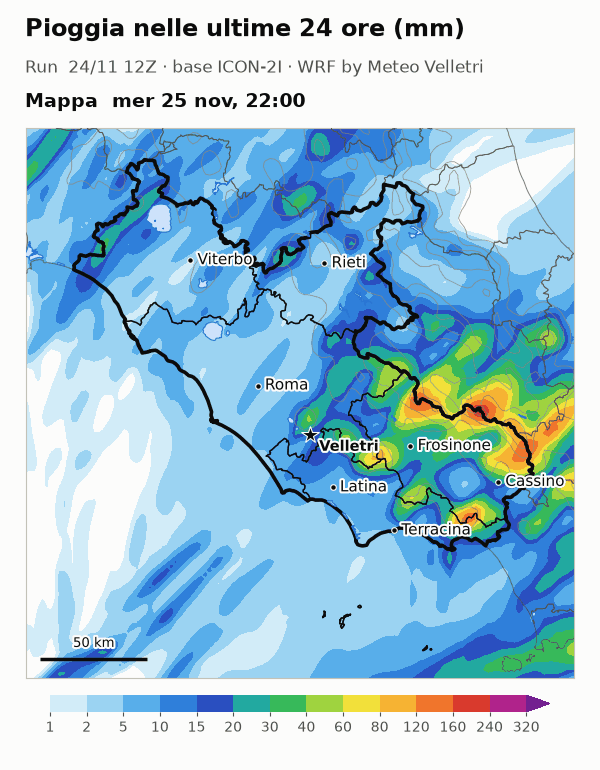 Pioggia nelle ultime 24 ore (mm)
Run  24/11 12Z · base ICON-2I · WRF by Meteo Velletri
Mappa  mer 25 nov, 22:00
Viterbo
Rieti
Roma
Velletri
Frosinone
Latina
Cassino
Terracina
50 km
1 2 5 10 15 20 30 40 60 80 120 160 240 320